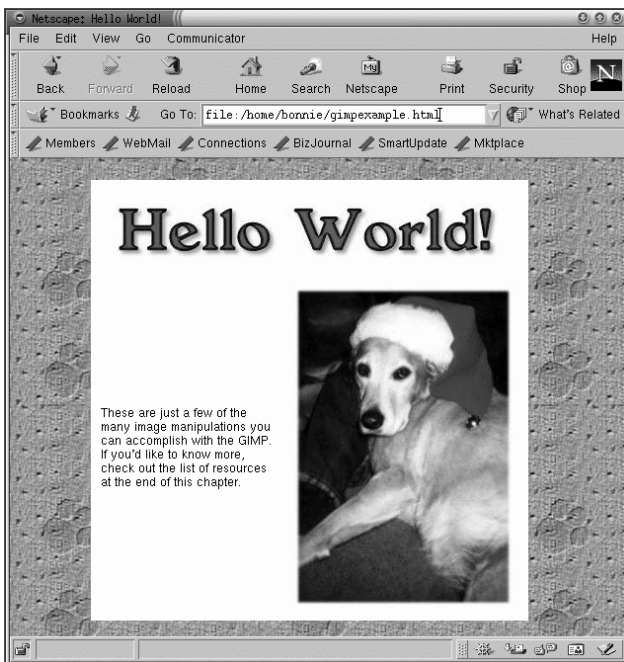 Netscape: Hello World!
File Edit View Go Communicator Help
Back Forward Reload Home Search Netscape Print Security Shop N
My
Bookmarks Go To: file:/home/bonnie/gimpexample.html What's Related
Members WebMail Connections BizJournal SmartUpdate Mktplace
Hello World!
These are just a few of the
many image manipulations you
can accomplish with the GIMP.
If you'd like to know more,
check out the list of resources
at the end of this chapter.